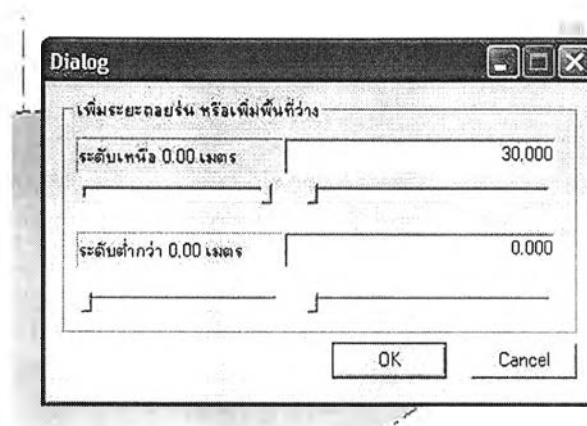 Dialog
เพิ่มระยะถอยร่น หรือเพิ่มพื้นที่ว่าง
ระดับเหนือ 0.00 เมตร 30.000
ระดับต่ำกว่า 0.00 เมตร 0.000
OK Cancel